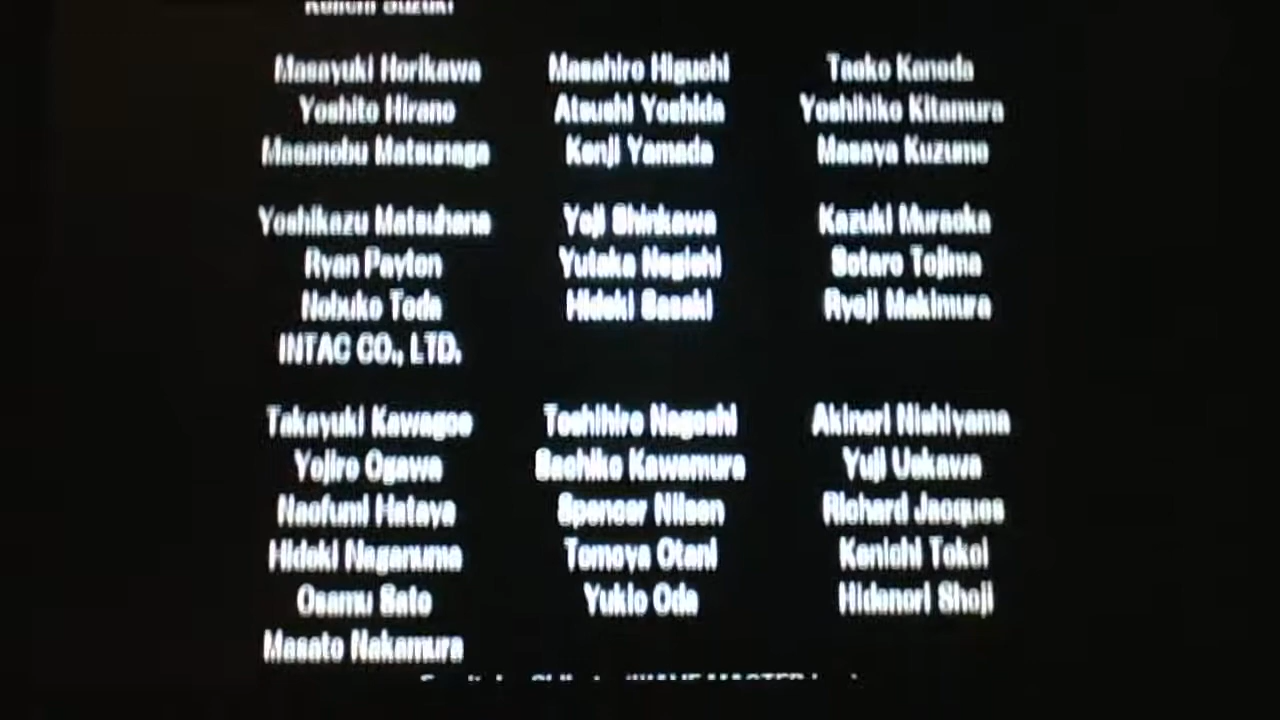 Masayuki Horikawa Masahiro Higuchi Taeko Kaneda
Yoshito Hirano Atsushi Yoshida Yoshihiko Kitamura
Masanobu Matsunaga Kenji Yamada Masaya Kuzume
Yoshikazu Matsuhana Yoji Shinkawa Kazuki Muraoka
Ryan Payton Yutaka Negishi Sotaro Tojima
Nobuko Toda Hideki Sasaki Ryoji Makimura
INTAC CO., LTD.
Takayuki Kawagoe Toshihiro Nagoshi Akinori Nishiyama
Yojiro Ogawa Sachiko Kawamura Yuji Uekawa
Naofumi Hataya Spencer Nilsen Richard Jacques
Hideki Naganuma Tomoya Otani Kenichi Tokoi
Osamu Sato Yukio Oda Hidenori Shoji
Masato Nakamura